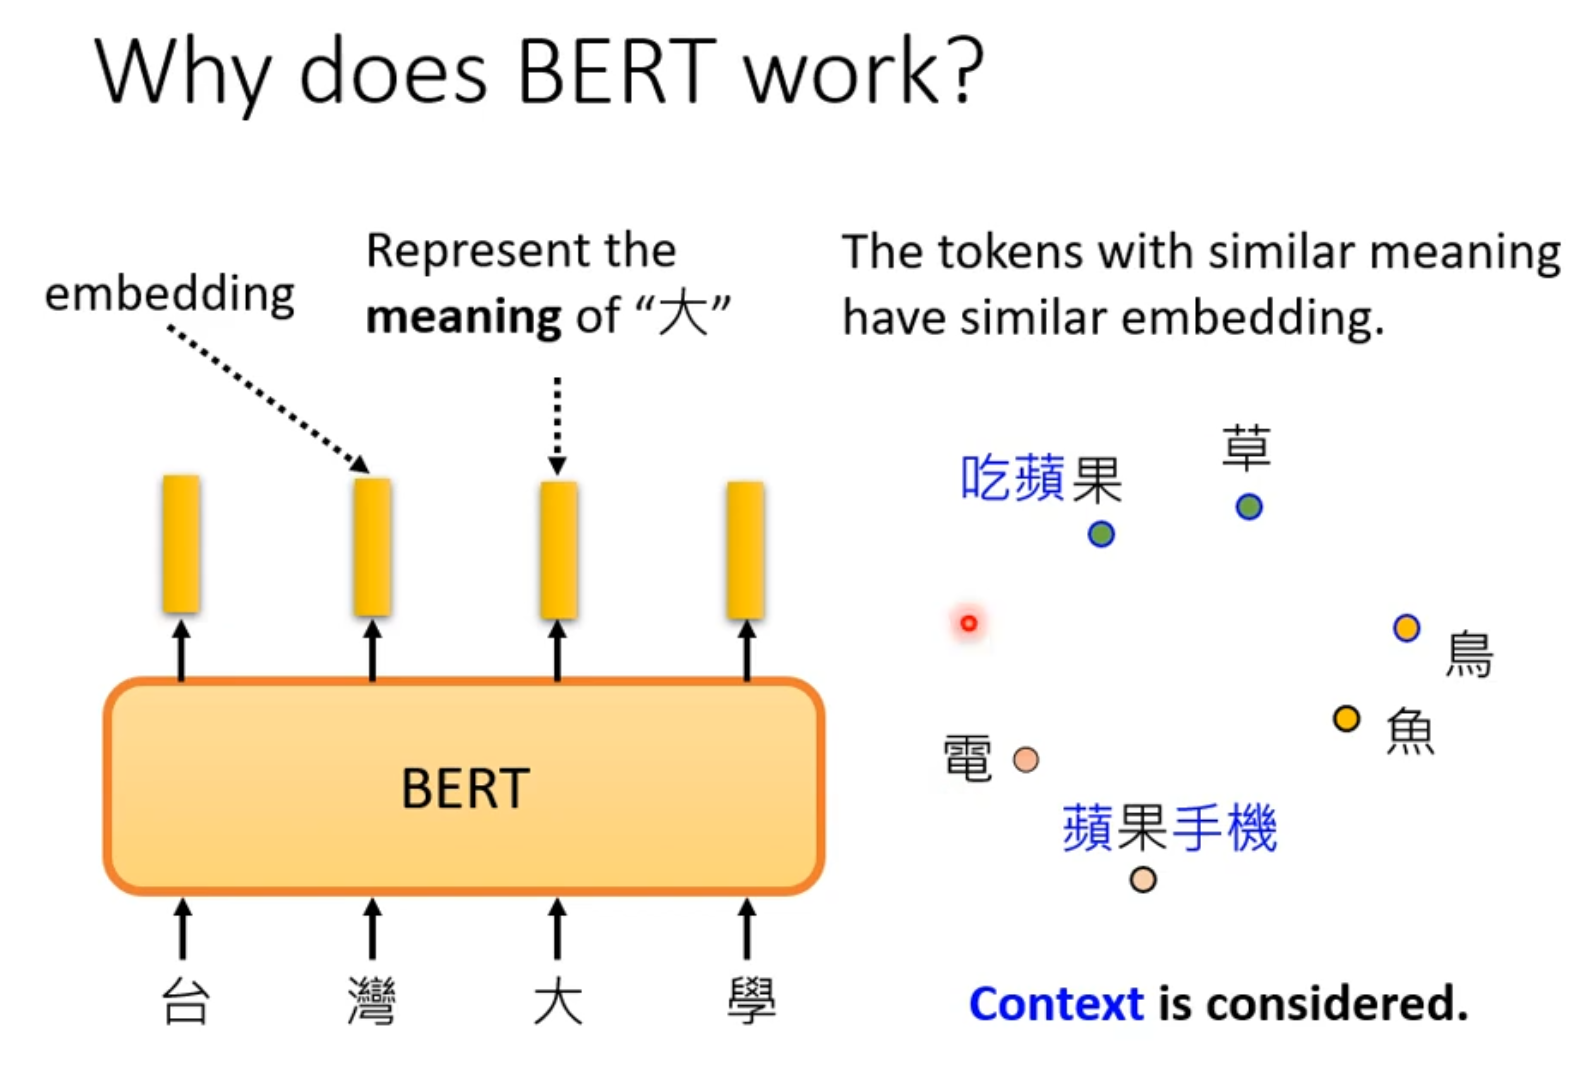 Why does BERT work?
embedding
Represent the
meaning of “大”
The tokens with similar meaning
have similar embedding.
吃蘋果
草
鳥
魚
電
蘋果手機
BERT
台 灣 大 學
Context is considered.